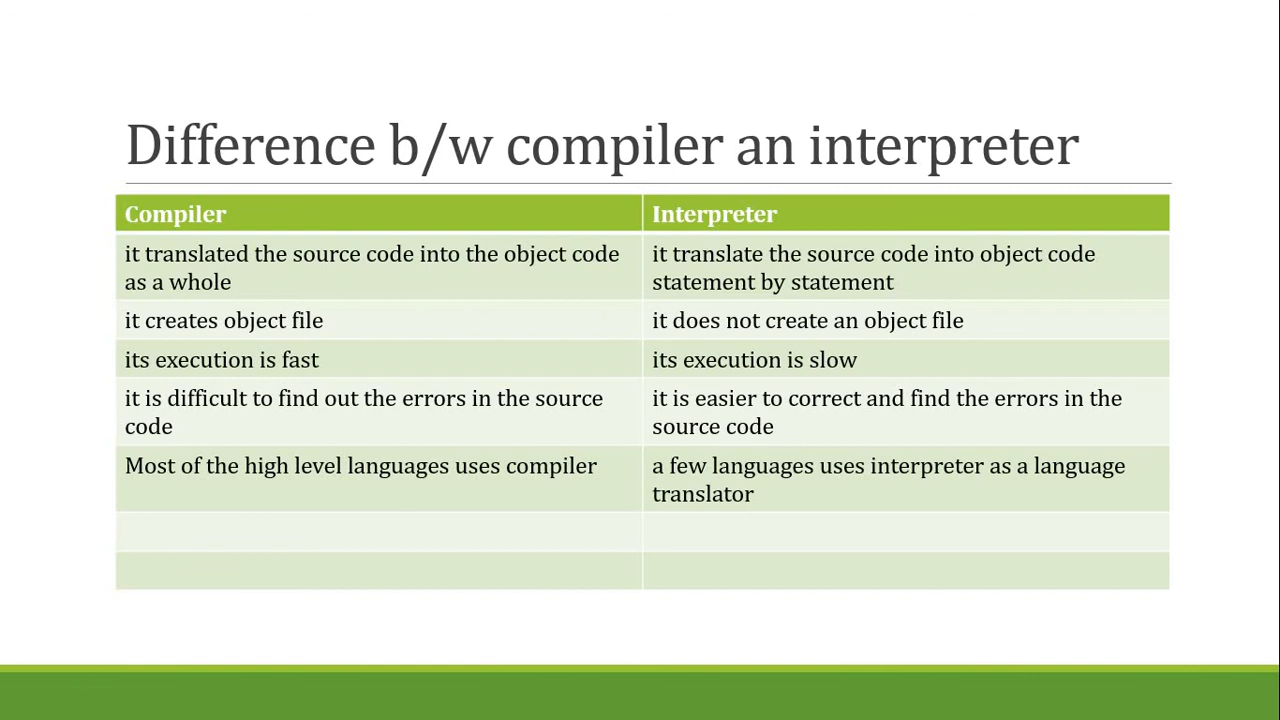 Difference b/w compiler an interpreter
Compiler
Interpreter
it translated the source code into the object code
as a whole
it translate the source code into object code
statement by statement
it creates object file
it does not create an object file
its execution is fast
its execution is slow
it is difficult to find out the errors in the source
code
it is easier to correct and find the errors in the
source code
Most of the high level languages uses compiler
a few languages uses interpreter as a language
translator